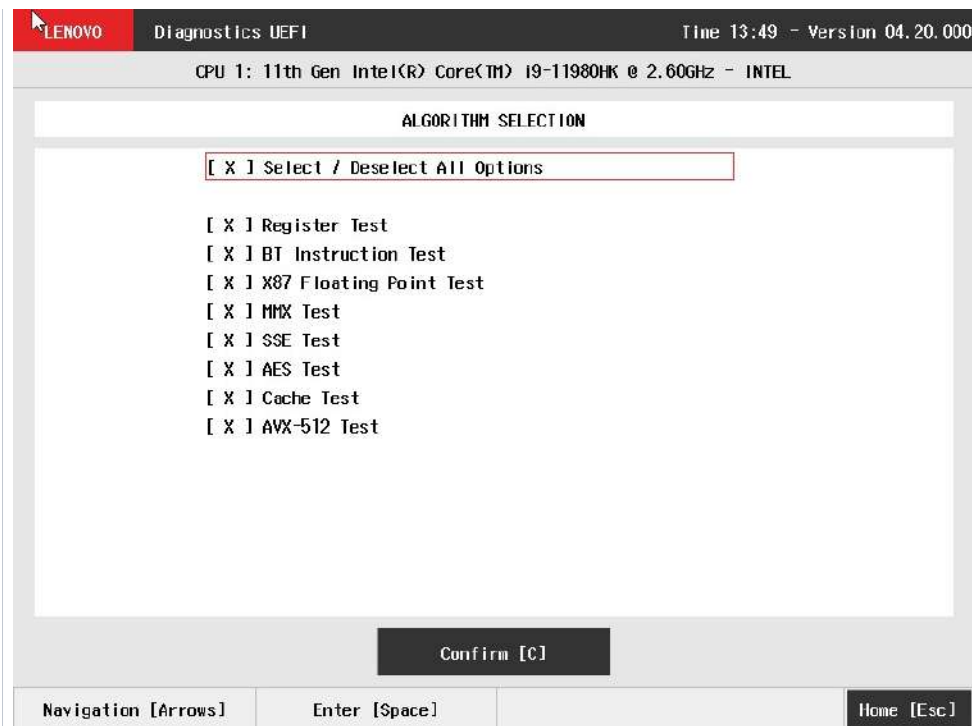 LENOVO Diagnostics UEFI Time 13:49 - Version 04.20.000
CPU 1: 11th Gen Intel(R) Core(TM) i9-11980HK @ 2.60GHz - INTEL
ALGORITHM SELECTION
[ X ] Select / Deselect All Options
[ X ] Register Test
[ X ] BT Instruction Test
[ X ] X87 Floating Point Test
[ X ] MMX Test
[ X ] SSE Test
[ X ] AES Test
[ X ] Cache Test
[ X ] AVX-512 Test
Confirm [C]
Navigation [Arrows] Enter [Space] Home [Esc]